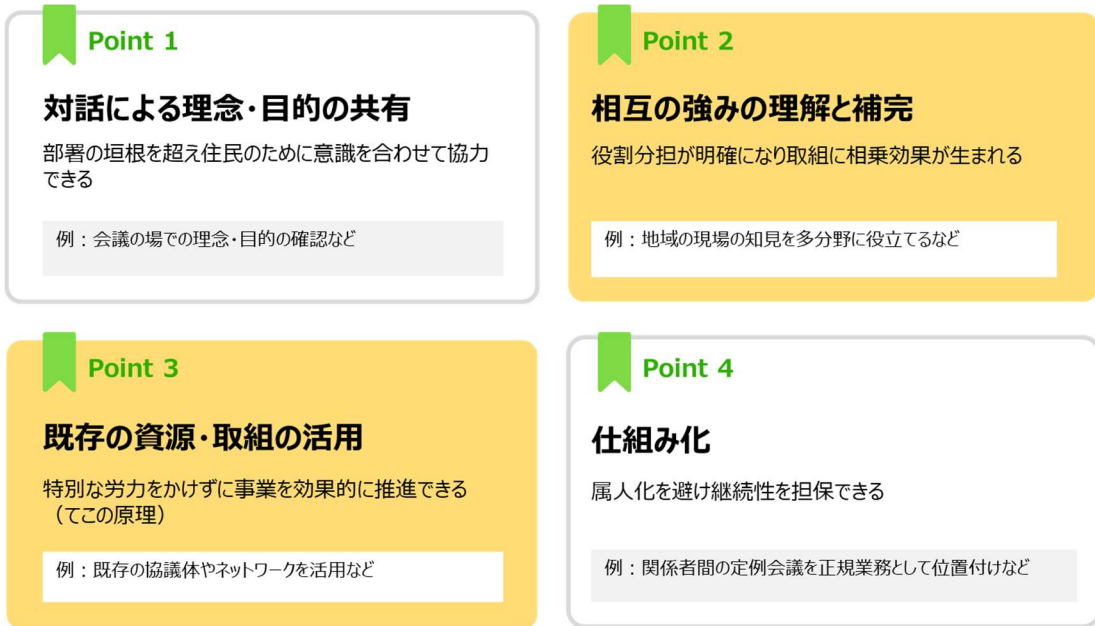 Point 1
対話による理念・目的の共有
部署の垣根を超え住民のために意識を合わせて協力
できる
例：会議の場での理念・目的の確認など
Point 2
相互の強みの理解と補完
役割分担が明確になり取組に相乗効果が生まれる
例：地域の現場の知見を多分野に役立てるなど
Point 3
既存の資源・取組の活用
特別な労力をかけずに事業を効果的に推進できる
（てこの原理）
例：既存の協議体やネットワークを活用など
Point 4
仕組み化
属人化を避け継続性を担保できる
例：関係者間の定例会議を正規業務として位置付けなど